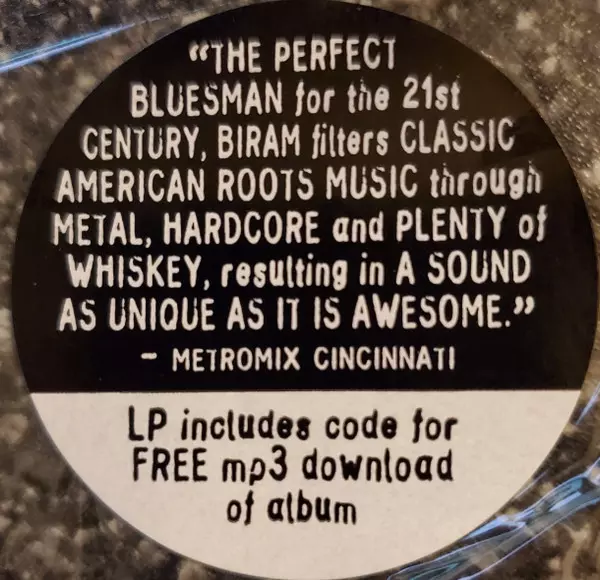 “THE PERFECT
BLUESMAN for the 21st
CENTURY, BIRAM filters CLASSIC
AMERICAN ROOTS MUSIC through
METAL, HARDCORE and PLENTY of
WHISKEY, resulting in A SOUND
AS UNIQUE AS IT IS AWESOME.”
- METROMIX CINCINNATI
LP includes code for
FREE mp3 download
of album